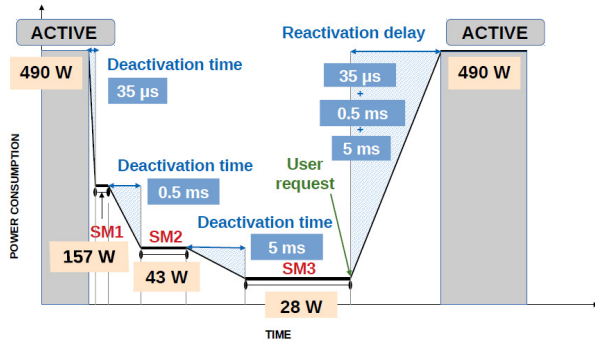 ACTIVE
Reactivation delay
ACTIVE
490 W
Deactivation time
35 µs
35 µs
+
0.5 ms
+
5 ms
490 W
Deactivation time
0.5 ms
User
request
Deactivation time
5 ms
SM1
157 W
SM2
43 W
SM3
28 W
POWER CONSUMPTION
TIME